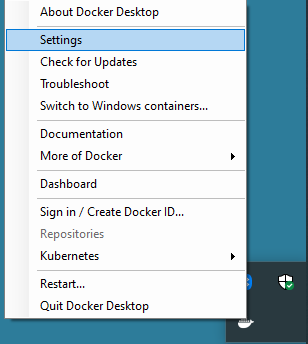 About Docker Desktop
Settings
Check for Updates
Troubleshoot
Switch to Windows containers...
Documentation
More of Docker
Dashboard
Sign in / Create Docker ID...
Repositories
Kubernetes
Restart...
Quit Docker Desktop